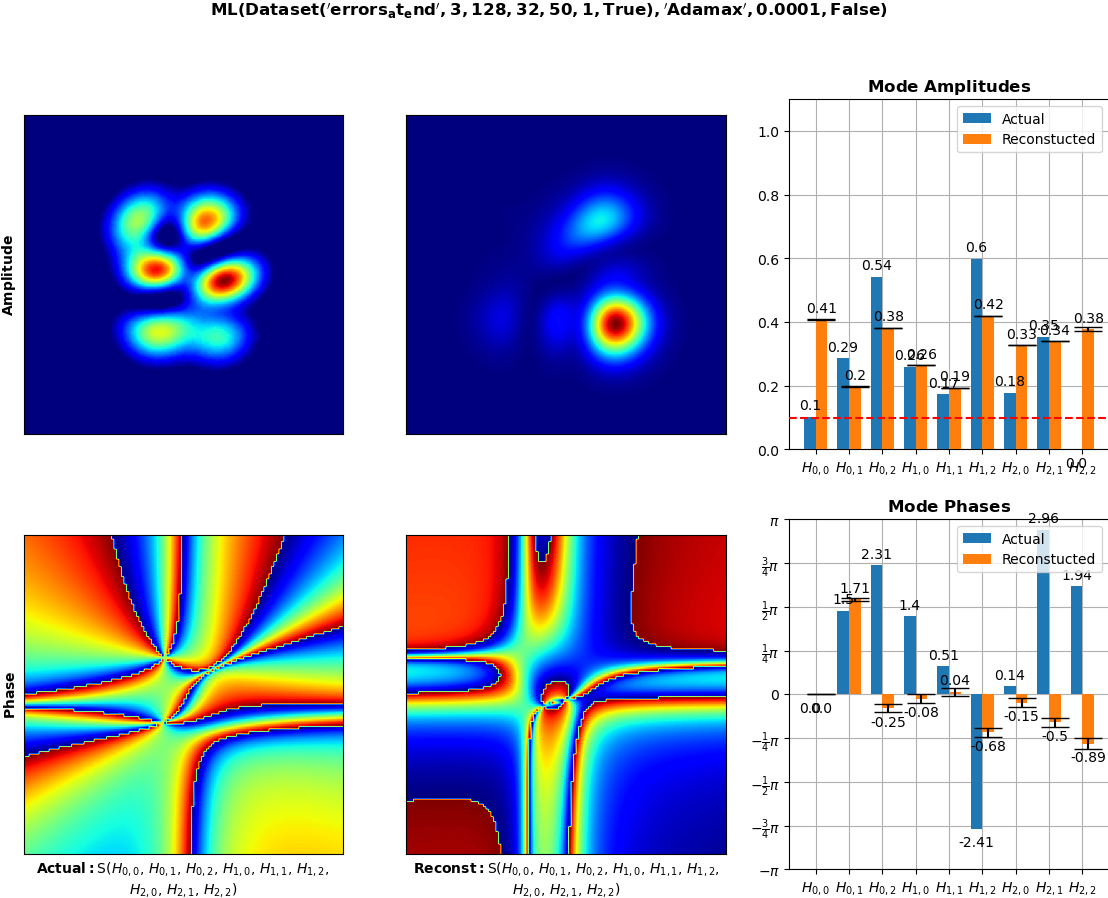 ML(Dataset('errors_at_end', 3, 128, 32, 50, 1, True), 'Adamax', 0.0001, False)
Amplitude
Mode Amplitudes
Actual
Reconstucted
1.0
0.8
0.6
0.4
0.2
0.0
0.1 0.41 0.29 0.2 0.54 0.38 0.26 0.26 0.17 0.19 0.6 0.42 0.18 0.33 0.35 0.34 0.0 0.38
H0,0 H0,1 H0,2 H1,0 H1,1 H1,2 H2,0 H2,1 H2,2
Phase
Actual: S(H0,0, H0,1, H0,2, H1,0, H1,1, H1,2,
H2,0, H2,1, H2,2)
Reconst: S(H0,0, H0,1, H0,2, H1,0, H1,1, H1,2,
H2,0, H2,1, H2,2)
Mode Phases
Actual
Reconstucted
π
3/4π
1/2π
1/4π
0
−1/4π
−1/2π
−3/4π
−π
0.0 0.0 1.71 2.31 -0.25 1.4 -0.08 0.51 0.04 -2.41 -0.68 0.14 -0.15 2.96 -0.5 1.94 -0.89
H0,0 H0,1 H0,2 H1,0 H1,1 H1,2 H2,0 H2,1 H2,2